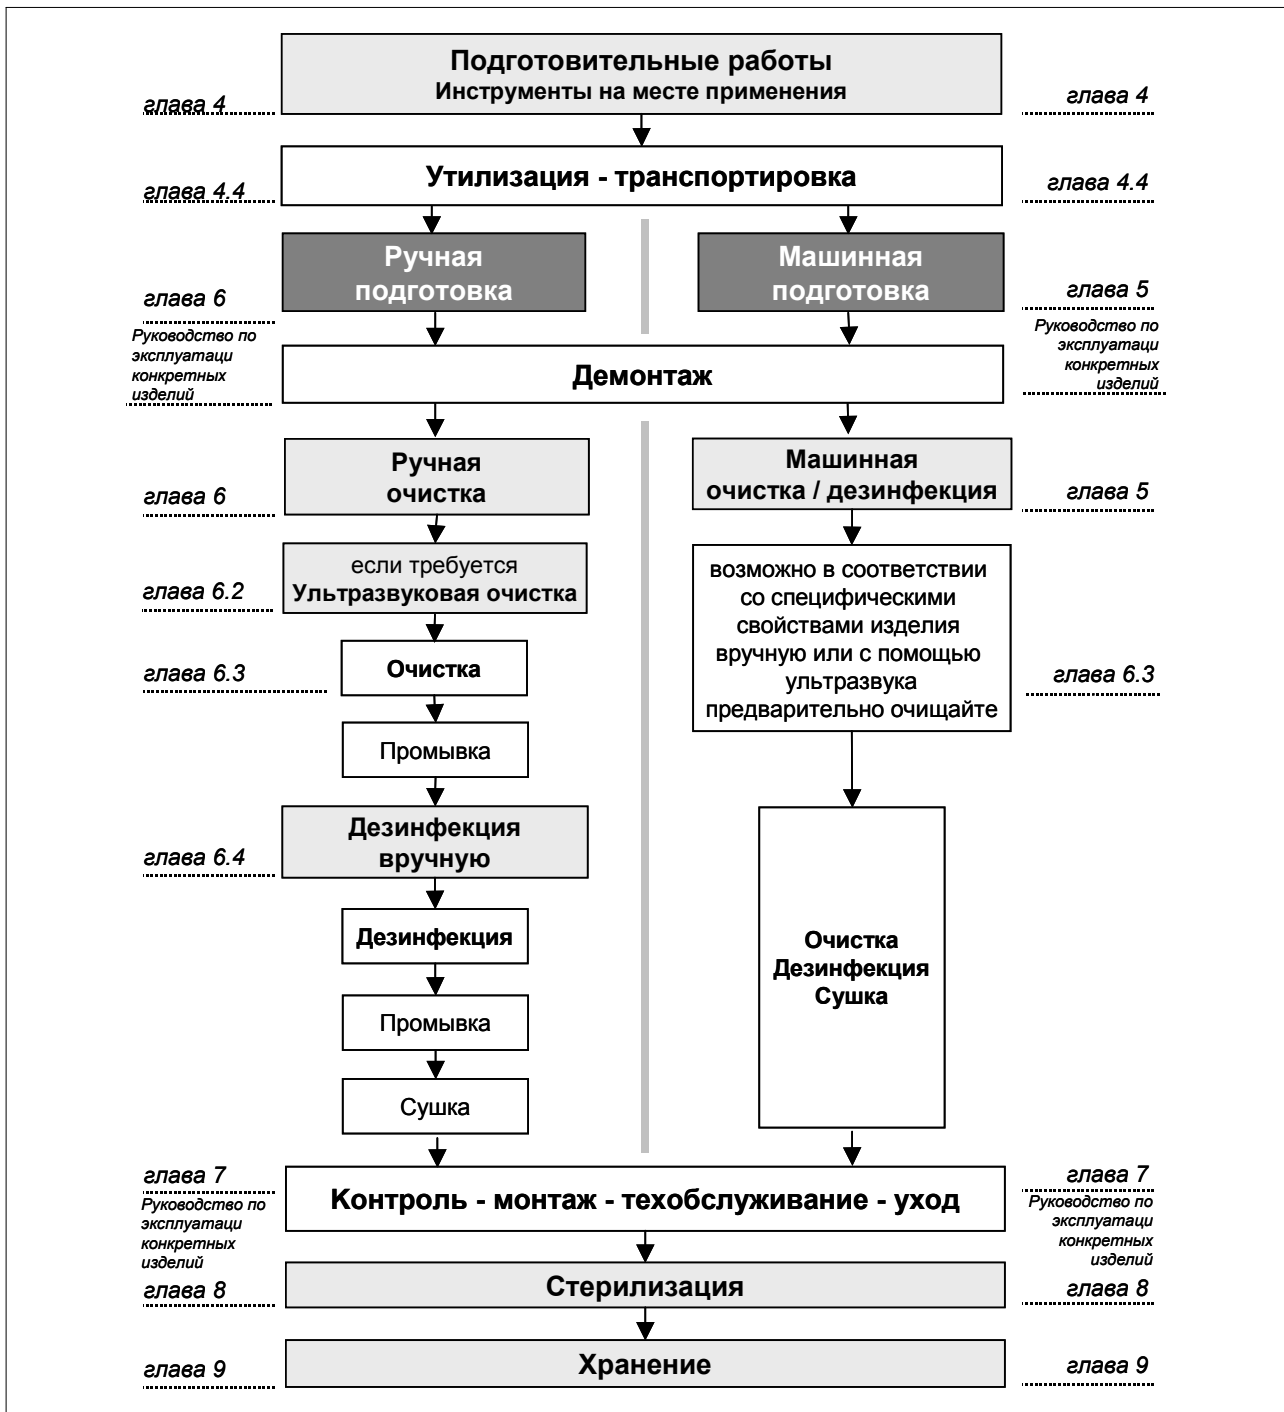 Подготовительные работы
Инструменты на месте применения
глава 4
глава 4
Утилизация - транспортировка
глава 4.4
глава 4.4
Ручная
подготовка
Машинная
подготовка
глава 6
глава 5
Руководство по
эксплуатаци
конкретных
изделий
Руководство по
эксплуатаци
конкретных
изделий
Демонтаж
Ручная
очистка
Машинная
очистка / дезинфекция
глава 6
глава 5
если требуется
Ультразвуковая очистка
глава 6.2
возможно в соответствии
со специфическими
свойствами изделия
вручную или с помощью
ультразвука
предварительно очищайте
Очистка
глава 6.3
глава 6.3
Промывка
Дезинфекция
вручную
глава 6.4
Дезинфекция
Промывка
Сушка
Очистка
Дезинфекция
Сушка
глава 7
глава 7
Контроль - монтаж - техобслуживание - уход
Руководство по
эксплуатаци
конкретных
изделий
Руководство по
эксплуатаци
конкретных
изделий
Стерилизация
глава 8
глава 8
Хранение
глава 9
глава 9